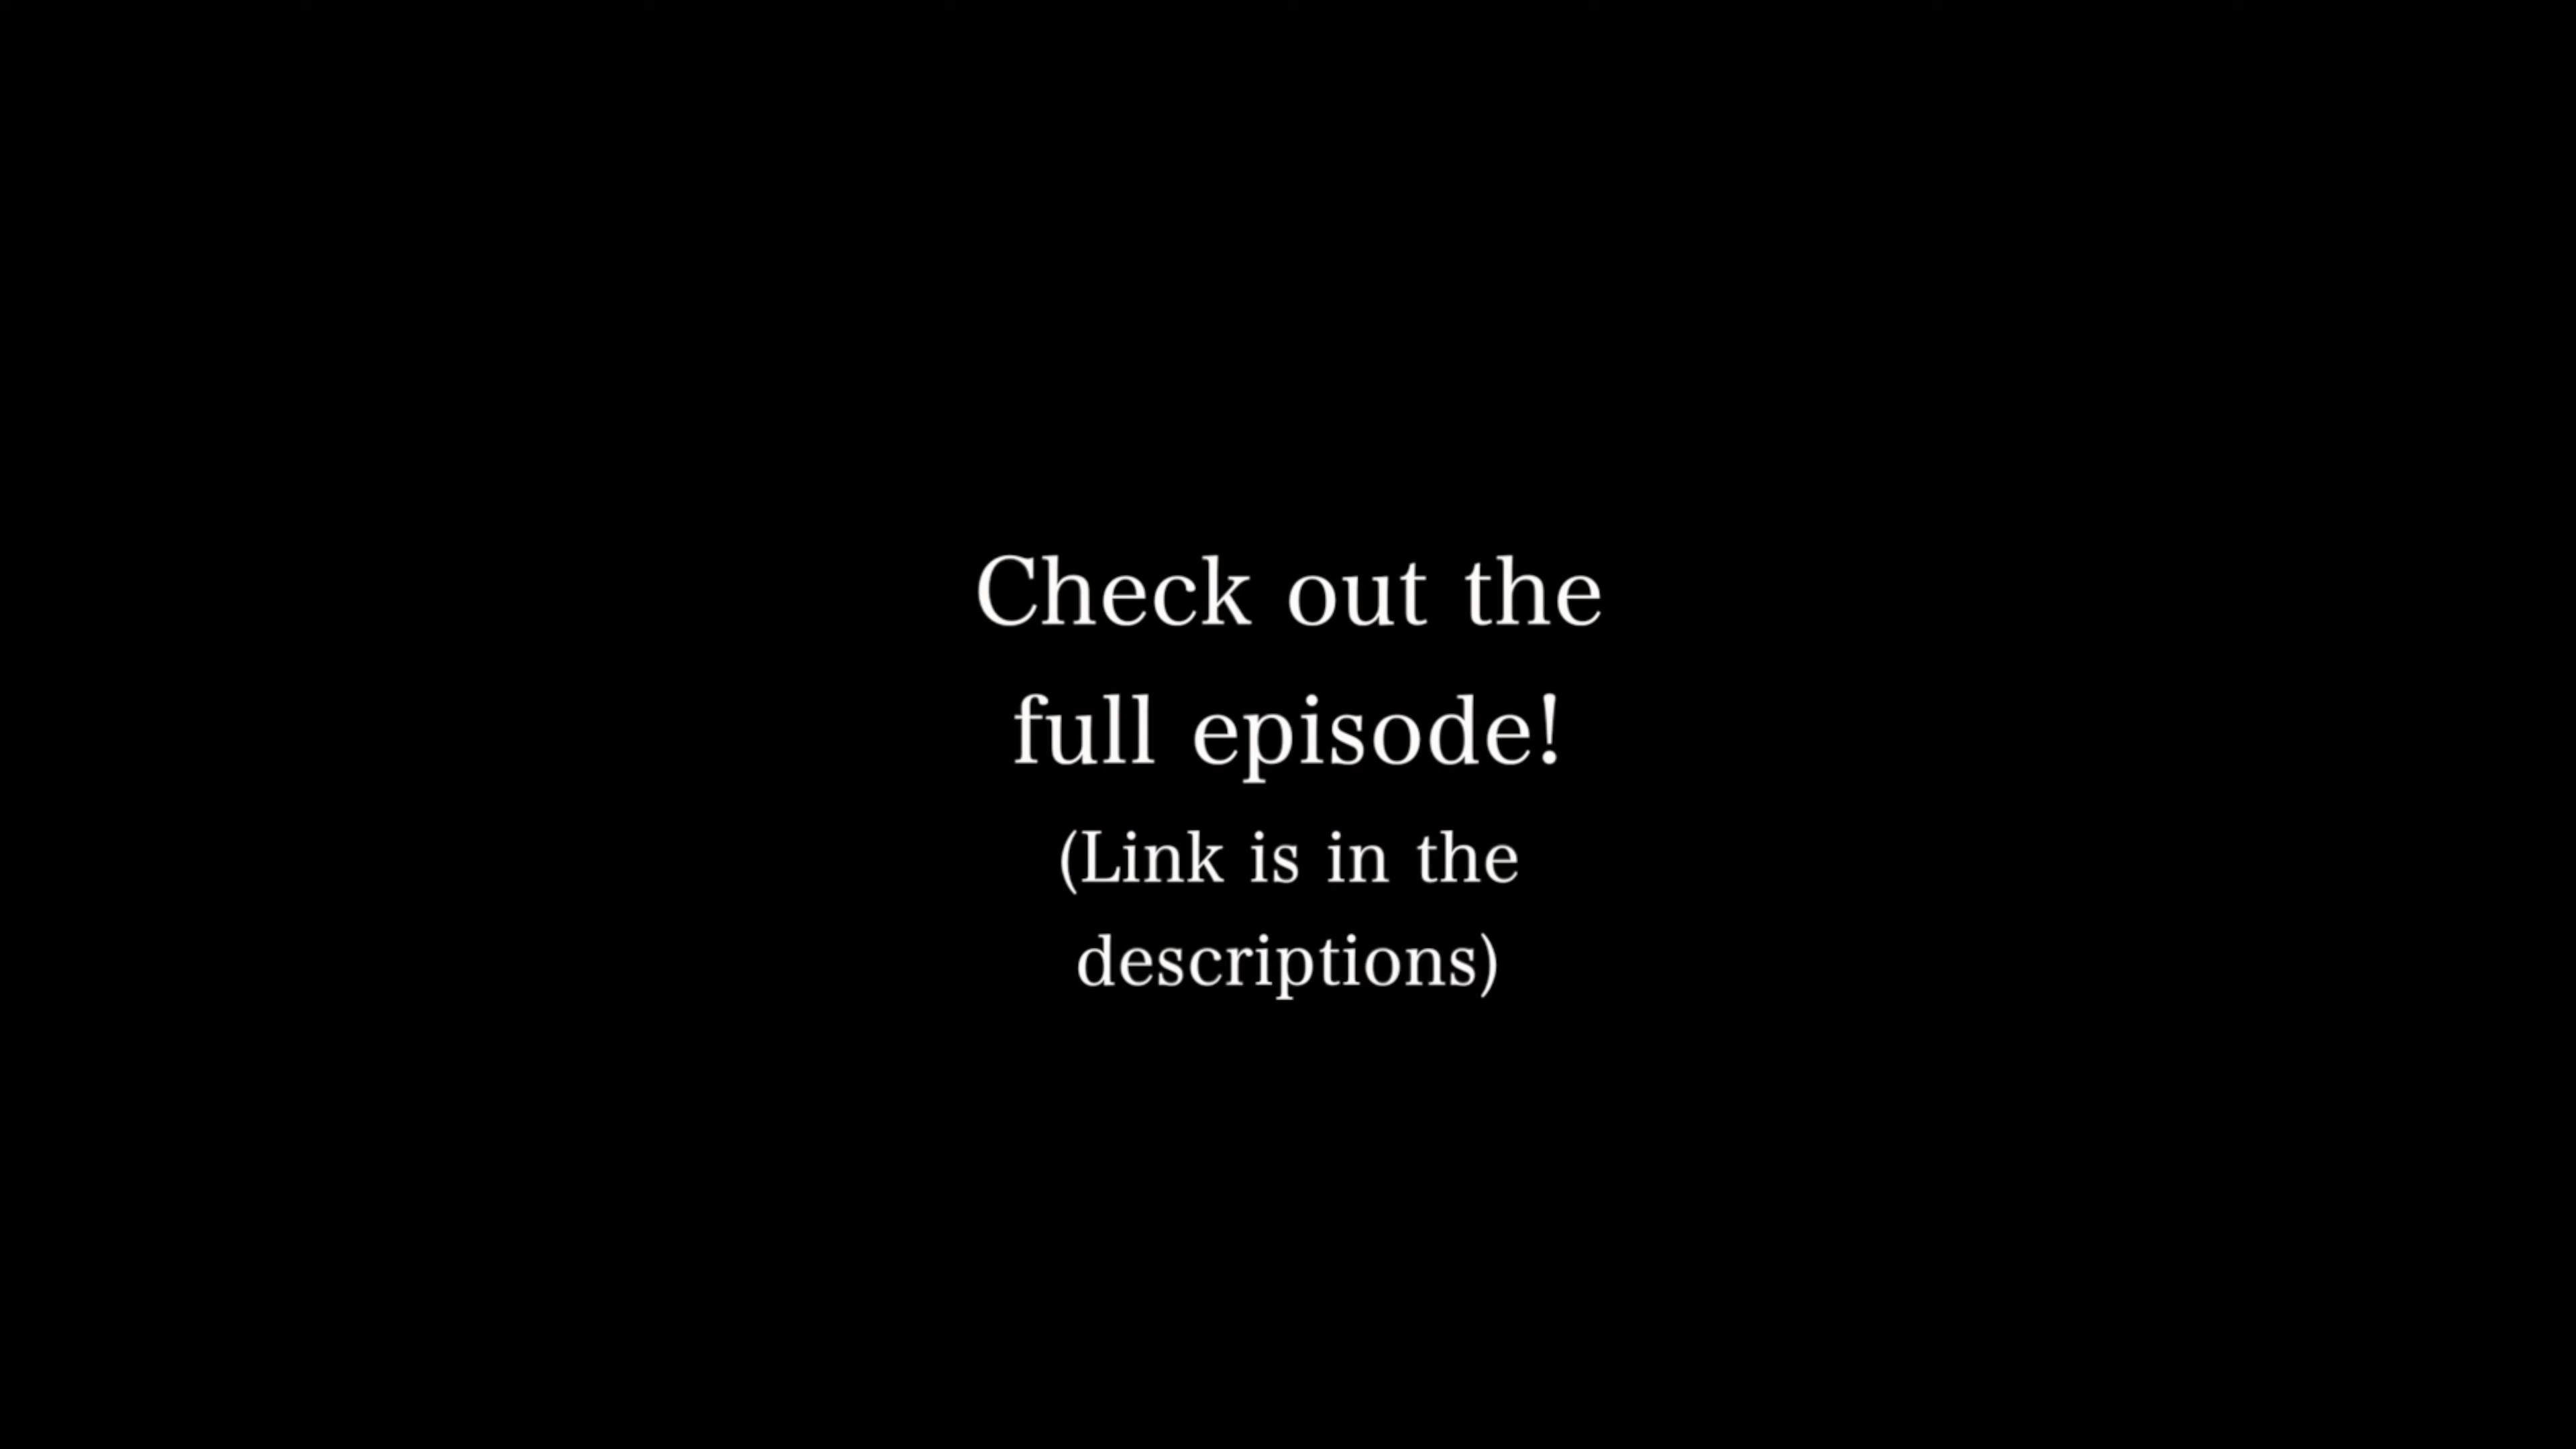 Check out the
full episode!
(Link is in the
descriptions)